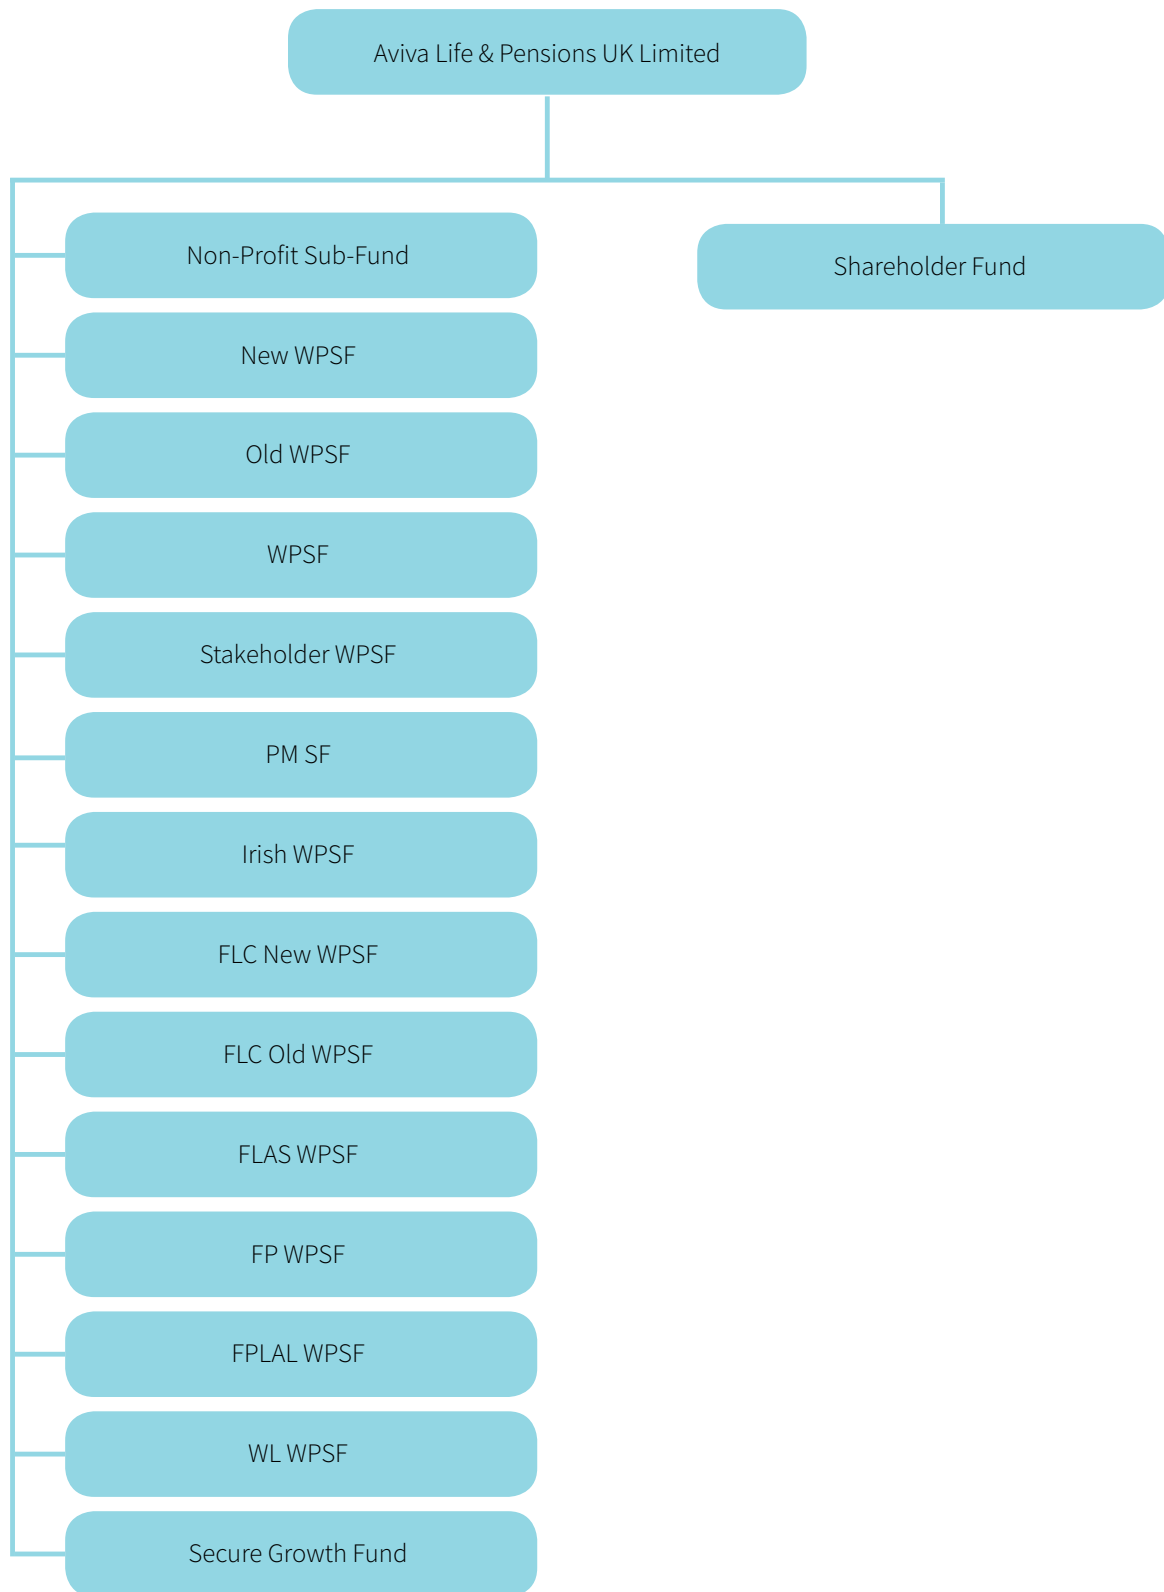 Aviva Life & Pensions UK Limited
Non-Profit Sub-Fund
Shareholder Fund
New WPSF
Old WPSF
WPSF
Stakeholder WPSF
PM SF
Irish WPSF
FLC New WPSF
FLC Old WPSF
FLAS WPSF
FP WPSF
FPLAL WPSF
WL WPSF
Secure Growth Fund